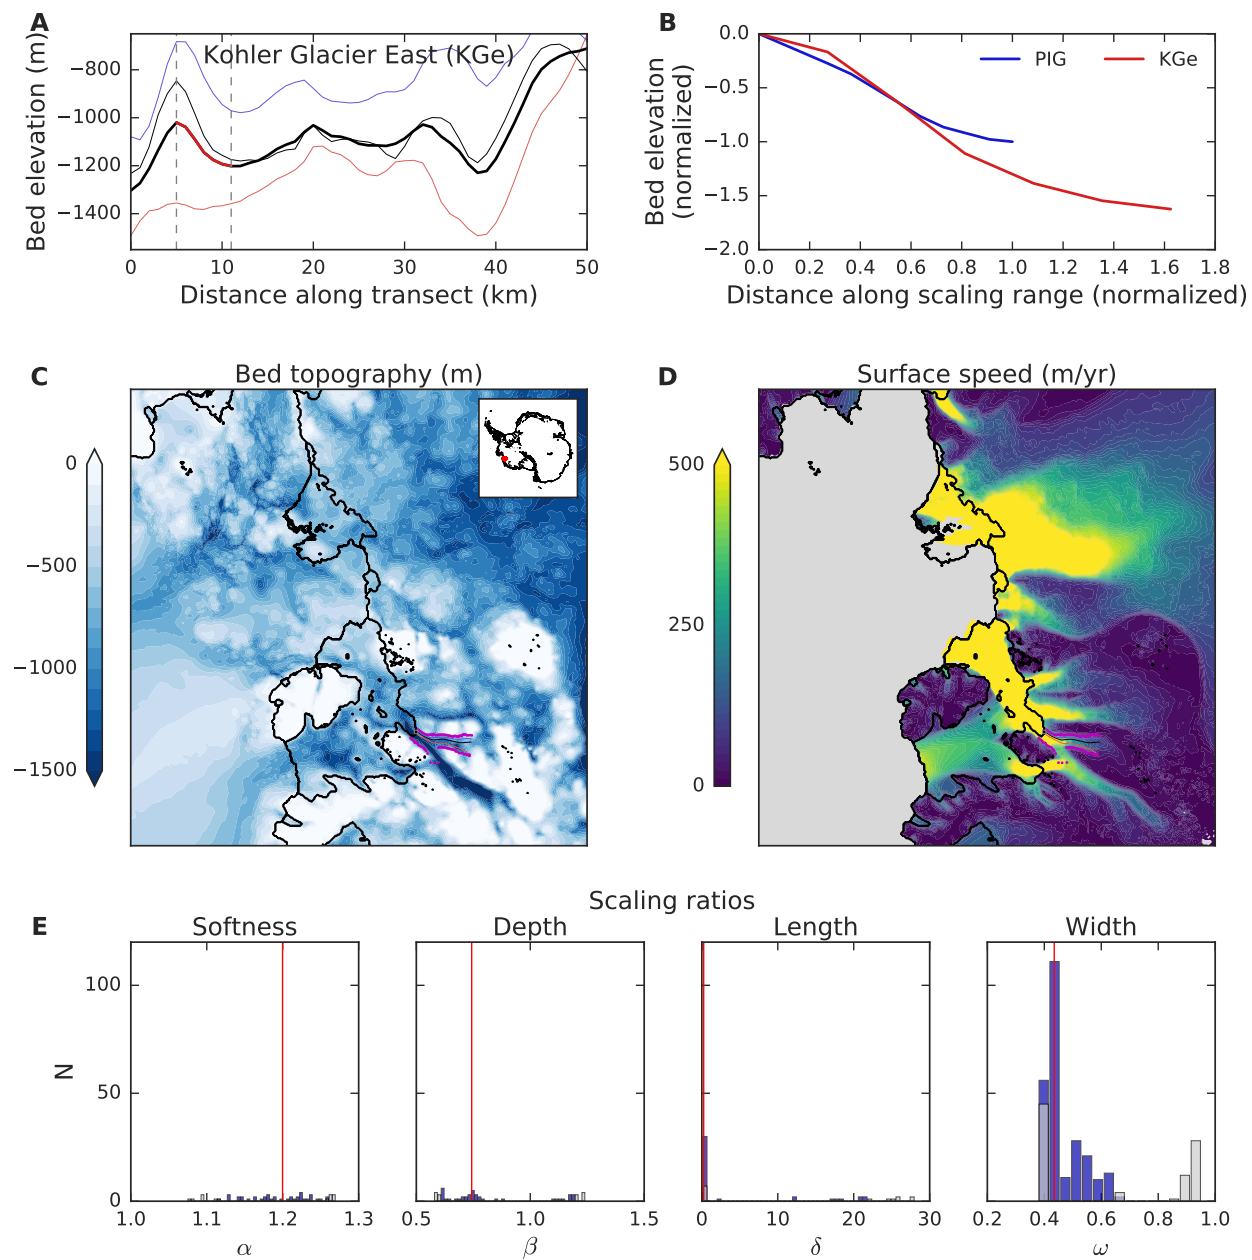 A
Kohler Glacier East (KGe)
Bed elevation (m)
−800
−1000
−1200
−1400
0 10 20 30 40 50
Distance along transect (km)
B
PIG KGe
Bed elevation
(normalized)
0.0
−0.5
−1.0
−1.5
−2.0
0.0 0.2 0.4 0.6 0.8 1.0 1.2 1.4 1.6 1.8
Distance along scaling range (normalized)
C
Bed topography (m)
0
−500
−1000
−1500
D
Surface speed (m/yr)
500
250
0
Scaling ratios
E
Softness
Depth
Length
Width
N
100
50
0
1.0 1.1 1.2 1.3
α
0.5 1.0 1.5
β
0 10 20 30
δ
0.2 0.4 0.6 0.8 1.0
ω